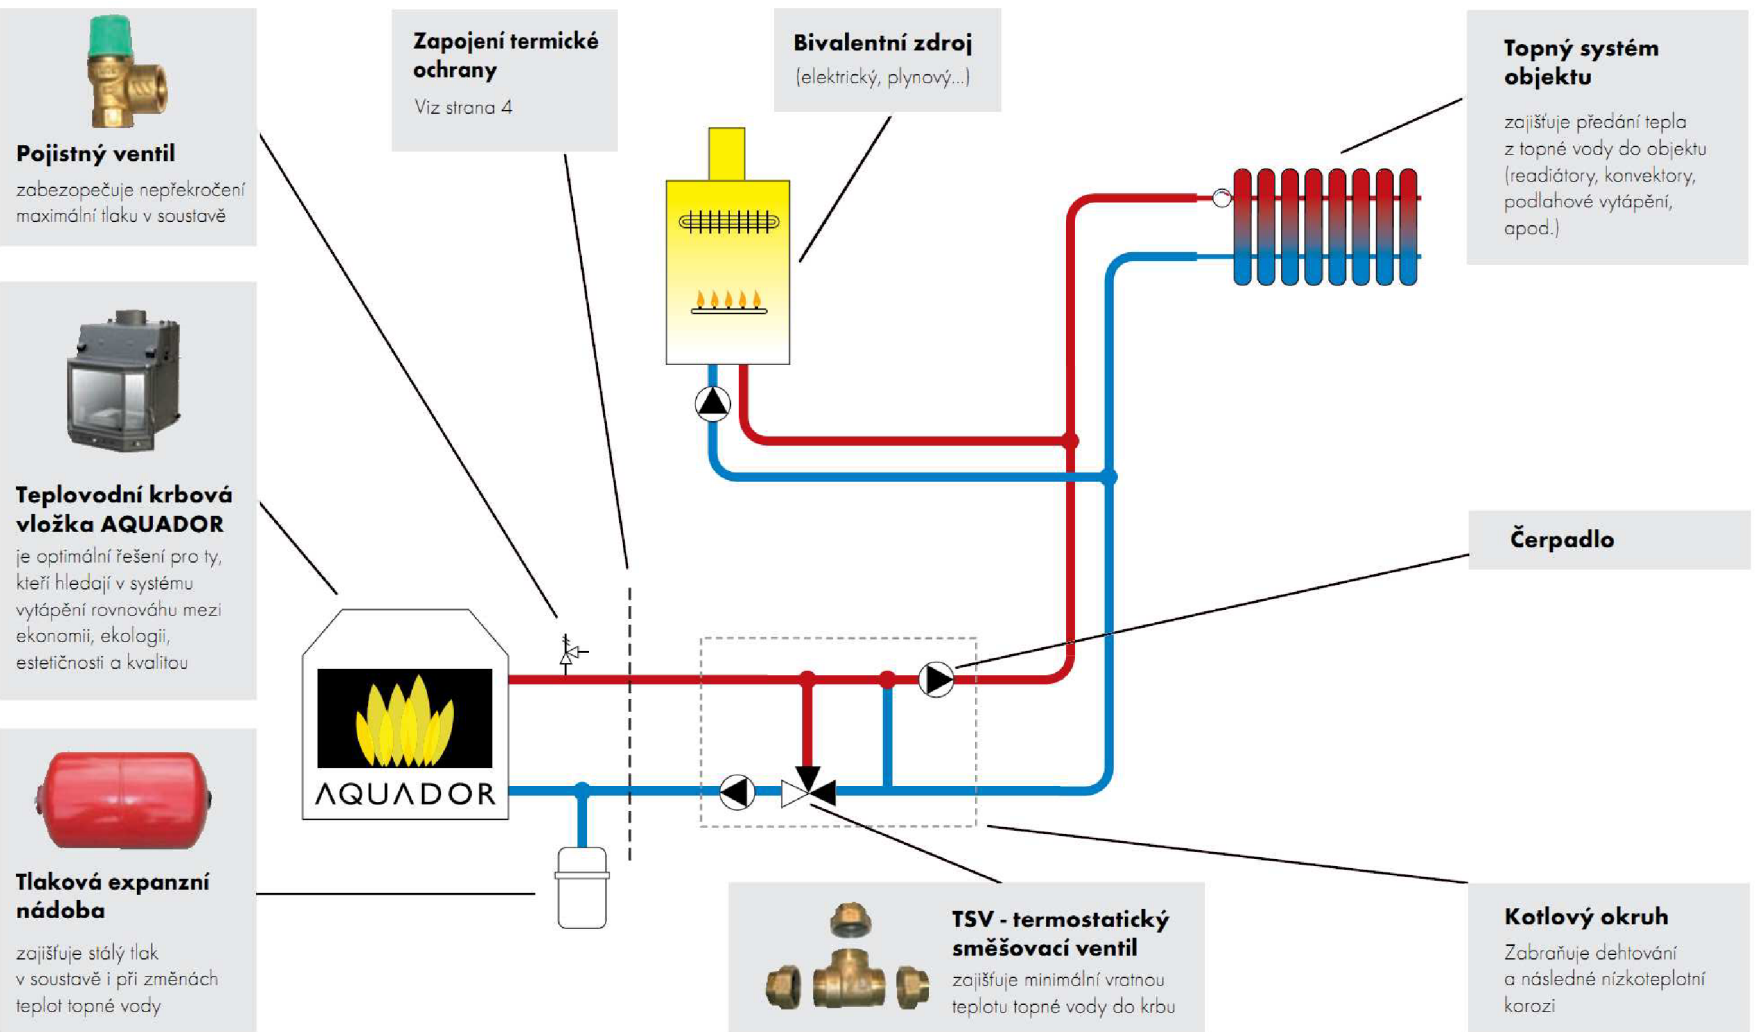 Pojistný ventil
zabezopečuje nepřekročení
maximální tlaku v soustavě
Teplovodní krbová
vložka AQUADOR
je optimální řešení pro ty,
kteří hledají v systému
vytápění rovnováhu mezi
ekonomii, ekologii,
estetičnosti a kvalitou
Tlaková expanzní
nádoba
zajišťuje stálý tlak
v soustavě i při změnách
teplot topné vody
Zapojení termické
ochrany
Viz strana 4
Bivalentní zdroj
(elektrický, plynový...)
Topný systém
objektu
zajišťuje předání tepla
z topné vody do objektu
(readiátory, konvektory,
podlahové vytápění,
apod.)
Čerpadlo
AQUADOR
TSV - termostatický
směšovací ventil
zajišťuje minimální vratnou
teplotu topné vody do krbu
Kotlový okruh
Zabraňuje dehtování
a následné nízkoteplotní
korozi